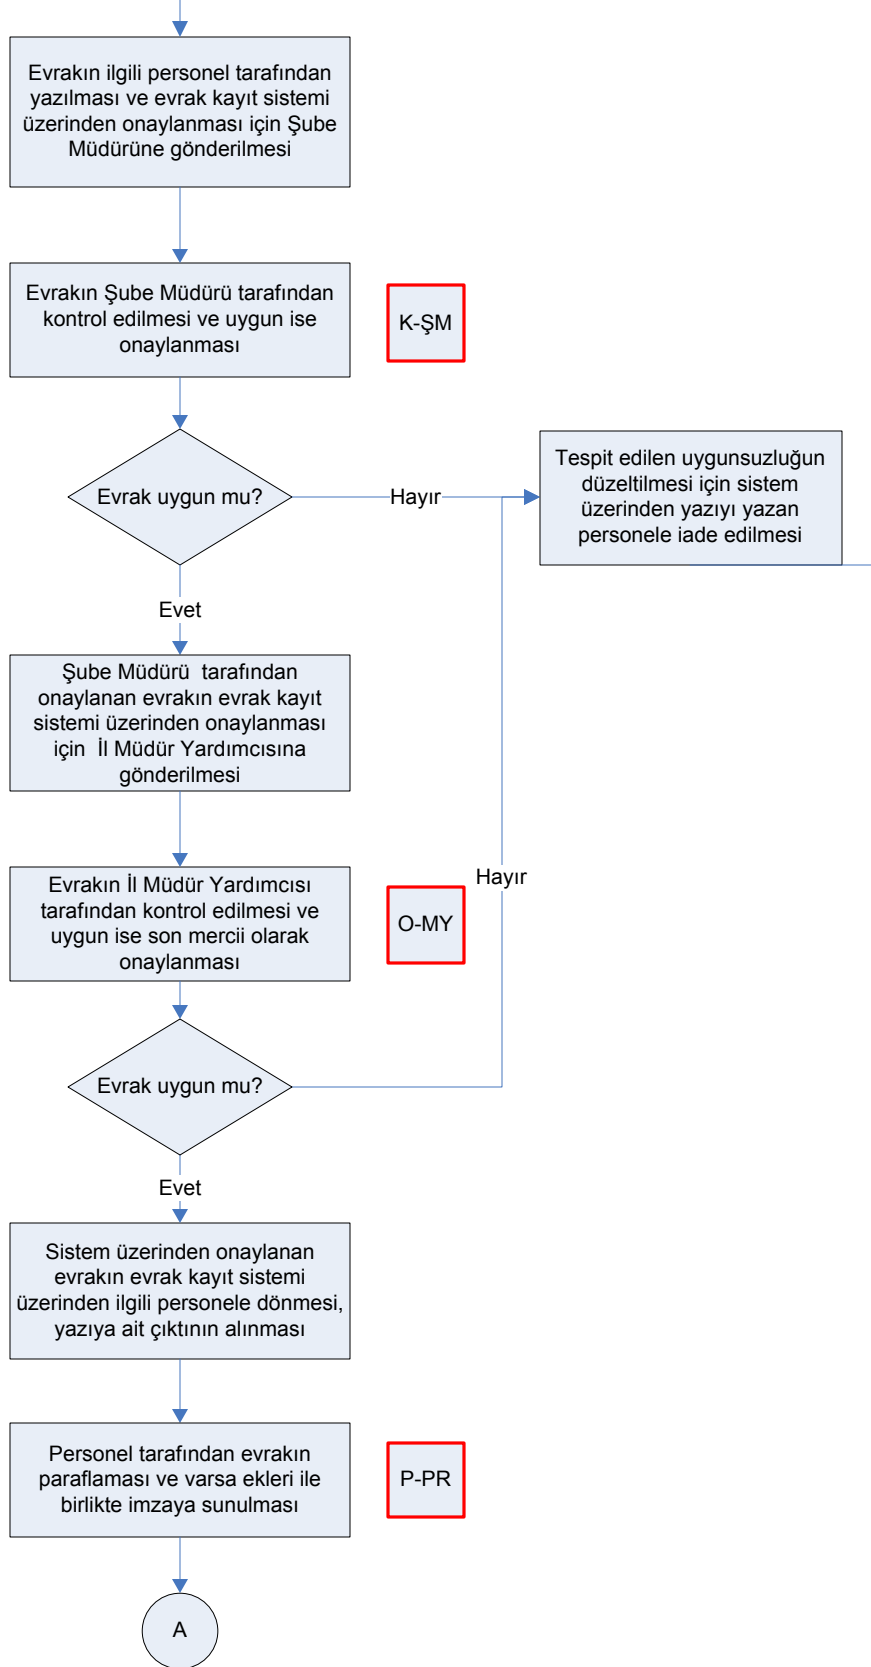 Evrakın ilgili personel tarafından
yazılması ve evrak kayıt sistemi
üzerinden onaylanması için Şube
Müdürüne gönderilmesi
Evrakın Şube Müdürü tarafından
kontrol edilmesi ve uygun ise
onaylanması
K-ŞM
Evrak uygun mu?
Hayır
Tespit edilen uygunsuzluğun
düzeltilmesi için sistem
üzerinden yazıyı yazan
personele iade edilmesi
Evet
Şube Müdürü tarafından
onaylanan evrakın evrak kayıt
sistemi üzerinden onaylanması
için İl Müdür Yardımcısına
gönderilmesi
Evrakın İl Müdür Yardımcısı
tarafından kontrol edilmesi ve
uygun ise son mercii olarak
onaylanması
O-MY
Hayır
Evrak uygun mu?
Evet
Sistem üzerinden onaylanan
evrakın evrak kayıt sistemi
üzerinden ilgili personele dönmesi,
yazıya ait çıktının alınması
Personel tarafından evrakın
paraflaması ve varsa ekleri ile
birlikte imzaya sunulması
P-PR
A